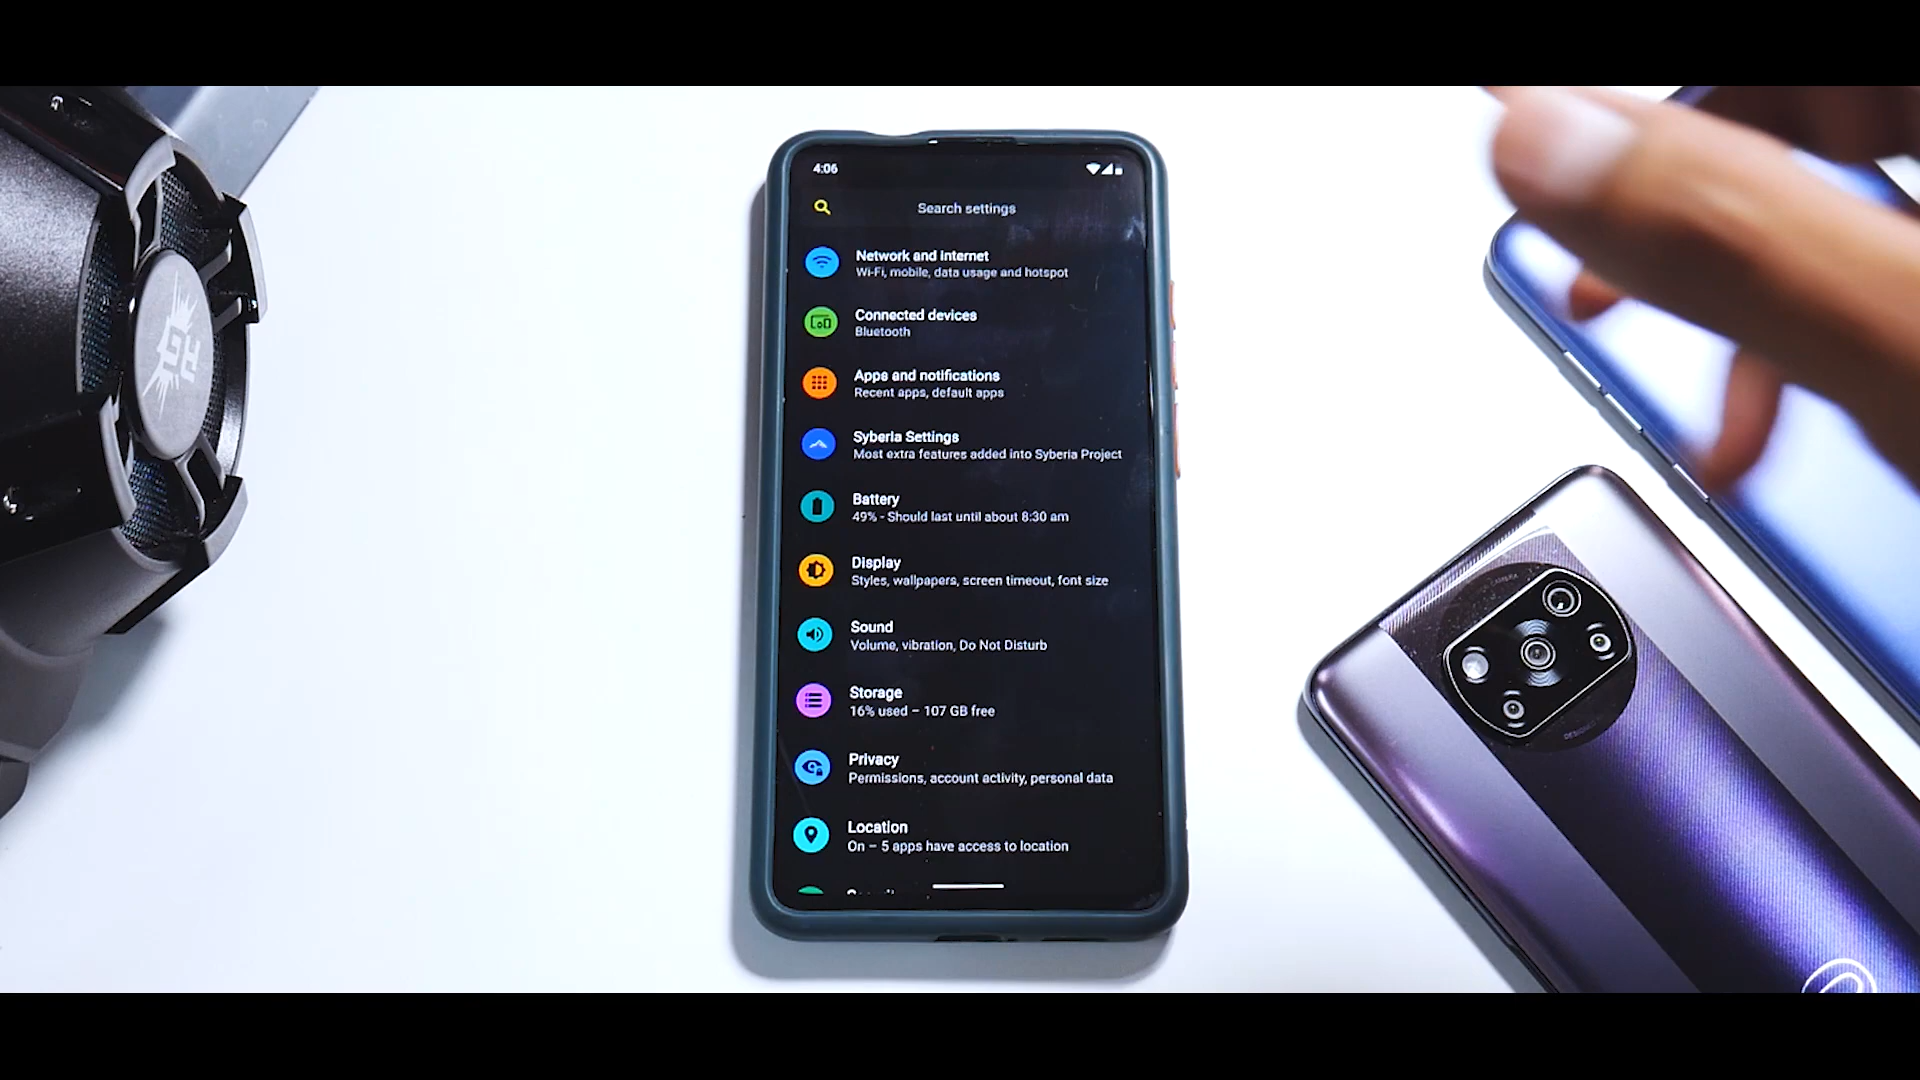 4:06
Search settings
Network and internet
Wi-Fi, mobile, data usage and hotspot
Connected devices
Bluetooth
Apps and notifications
Recent apps, default apps
Syberia Settings
Most extra features added into Syberia Project
Battery
49% - Should last until about 8:30 am
Display
Styles, wallpapers, screen timeout, font size
Sound
Volume, vibration, Do Not Disturb
Storage
16% used – 107 GB free
Privacy
Permissions, account activity, personal data
Location
On – 5 apps have access to location